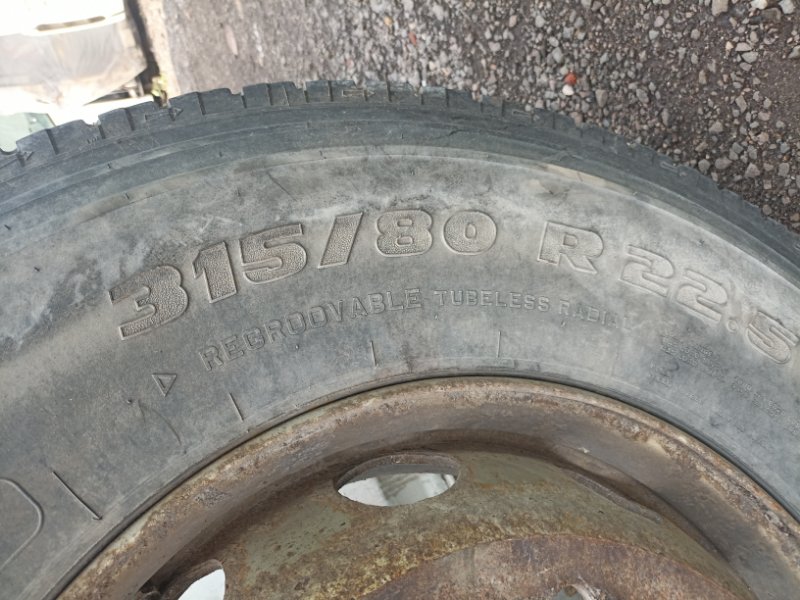 315/80 R 22.5
REGROOVABLE TUBELESS RADIAL